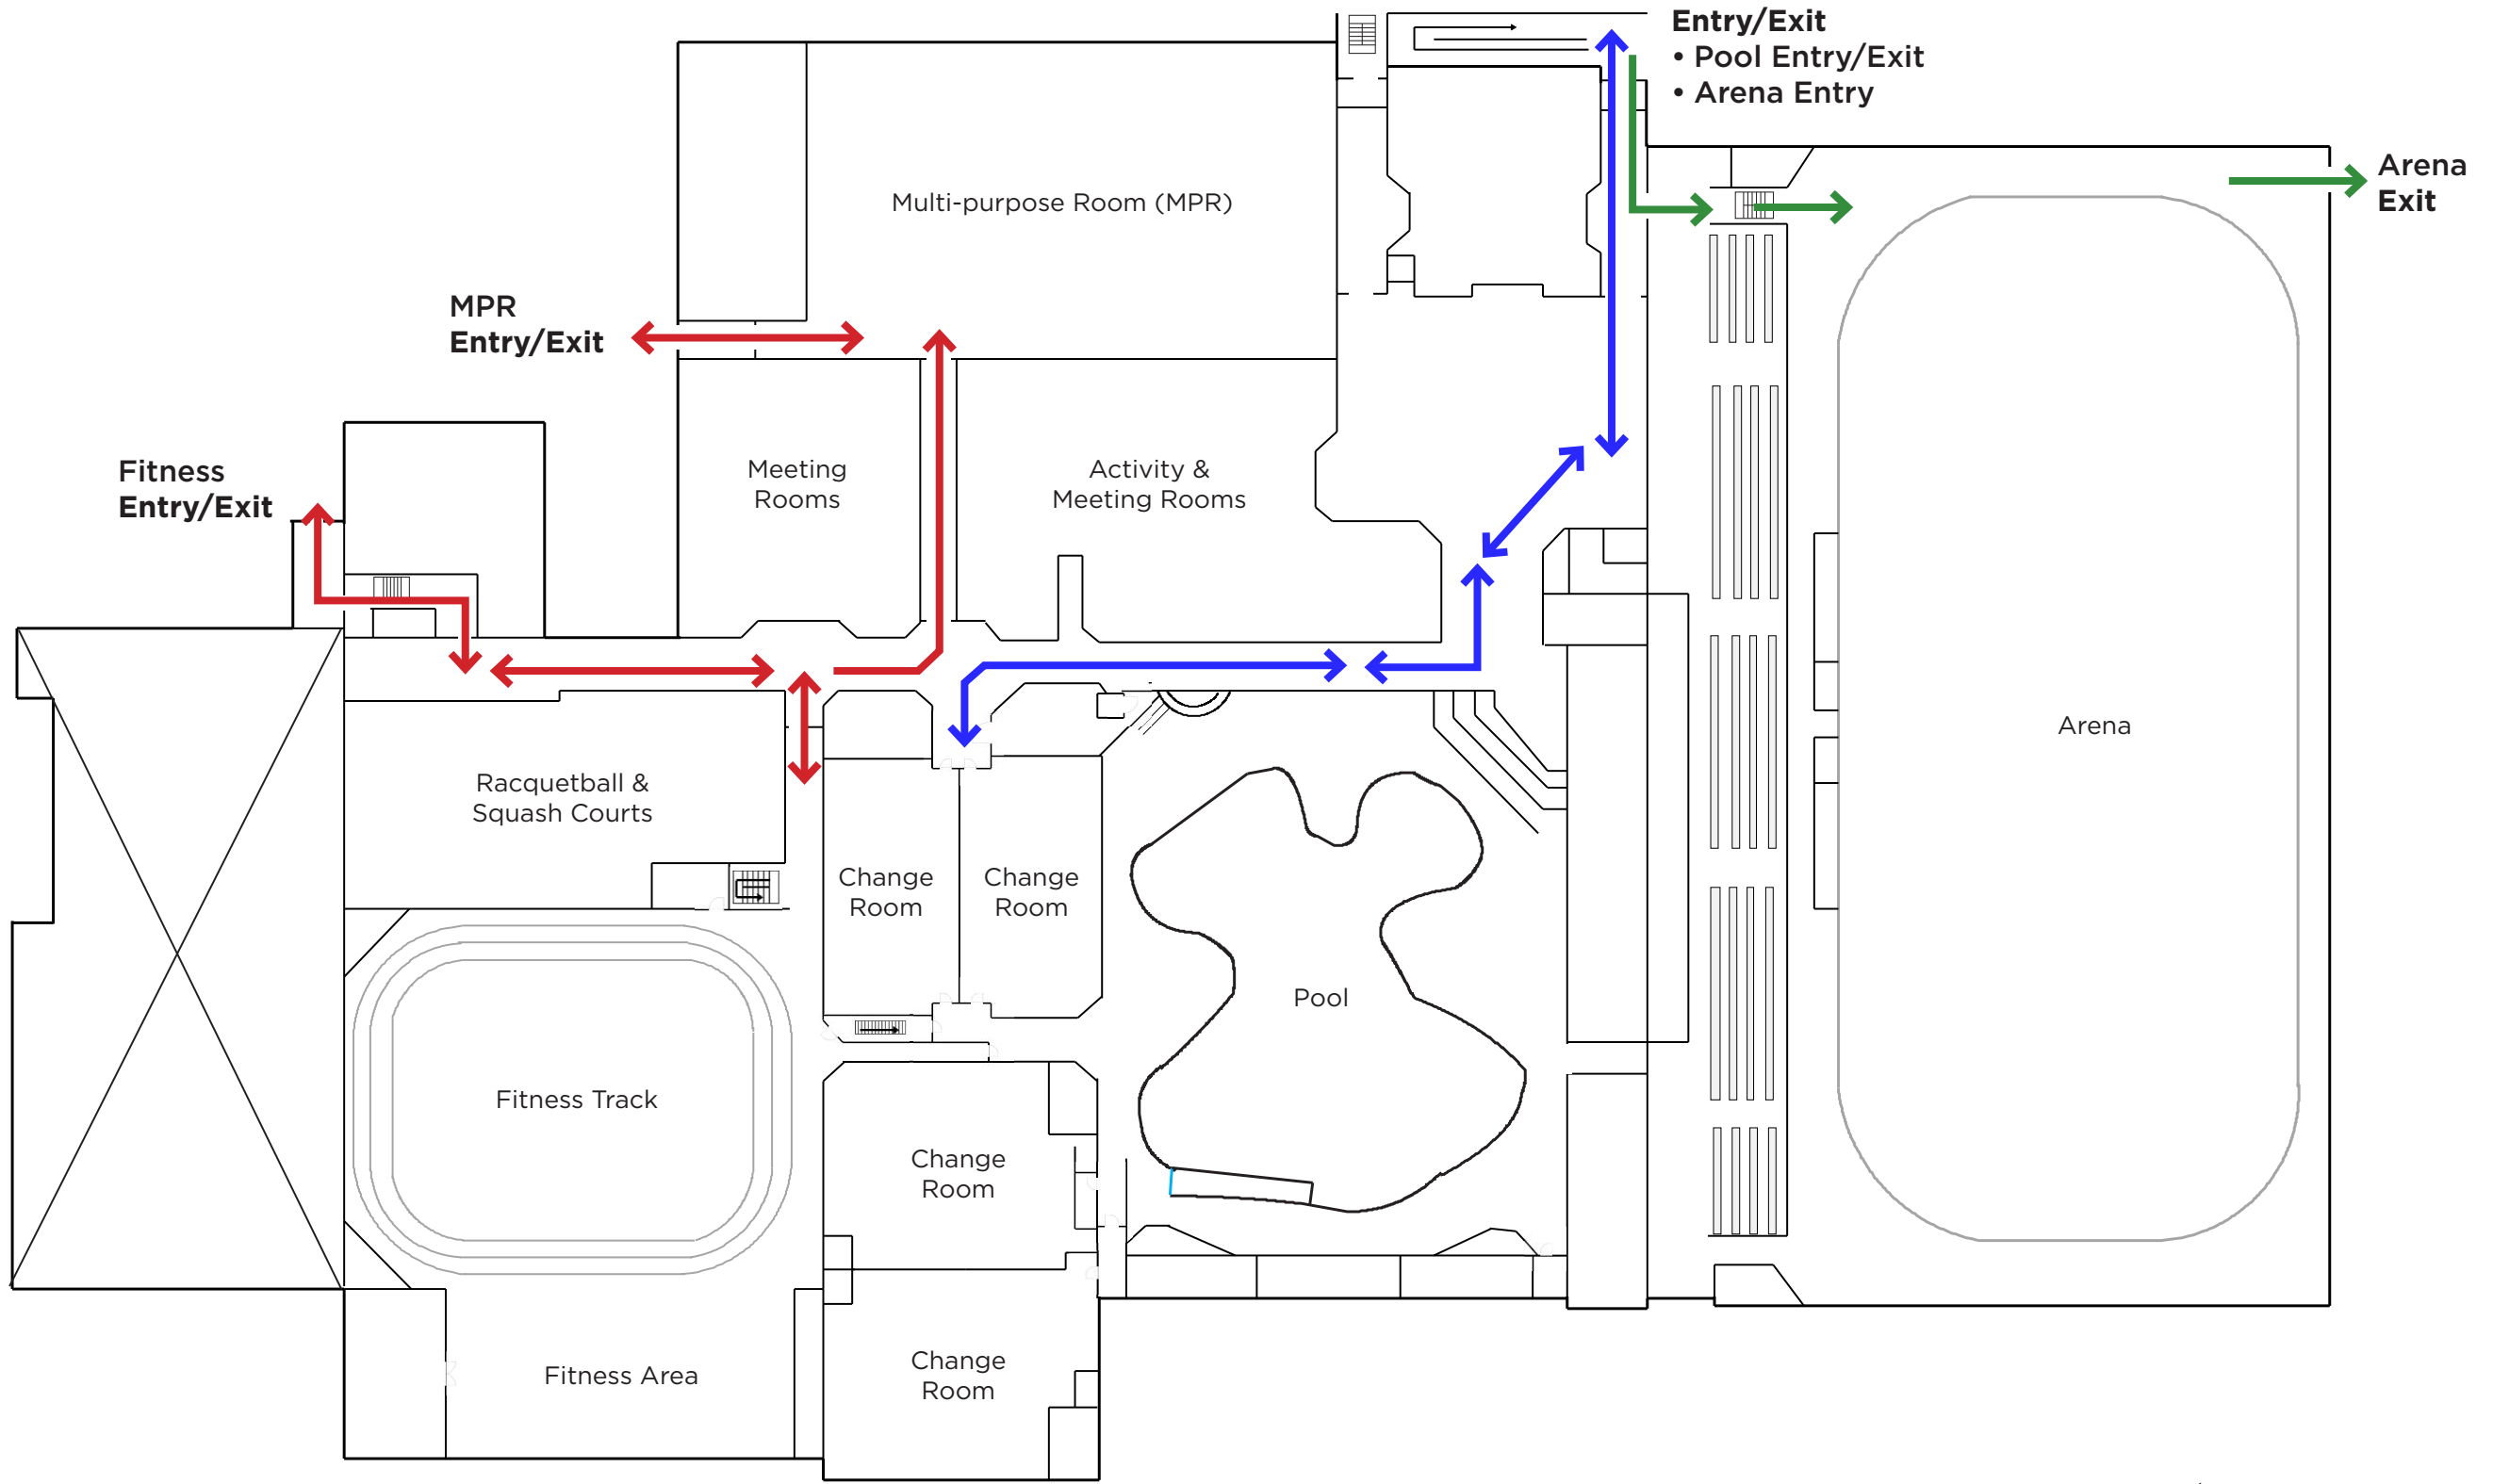 Entry/Exit
• Pool Entry/Exit
• Arena Entry
Arena
Exit
Multi-purpose Room (MPR)
MPR
Entry/Exit
Fitness
Entry/Exit
Meeting
Rooms
Activity &
Meeting Rooms
Arena
Racquetball &
Squash Courts
Change
Room
Change
Room
Pool
Fitness Track
Change
Room
Fitness Area
Change
Room